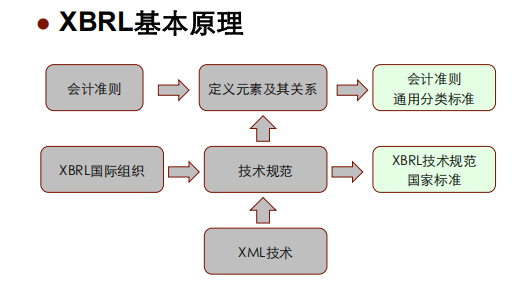 • XBRL基本原理
会计准则
定义元素及其关系
会计准则
通用分类标准
XBRL国际组织
技术规范
XBRL技术规范
国家标准
XML技术